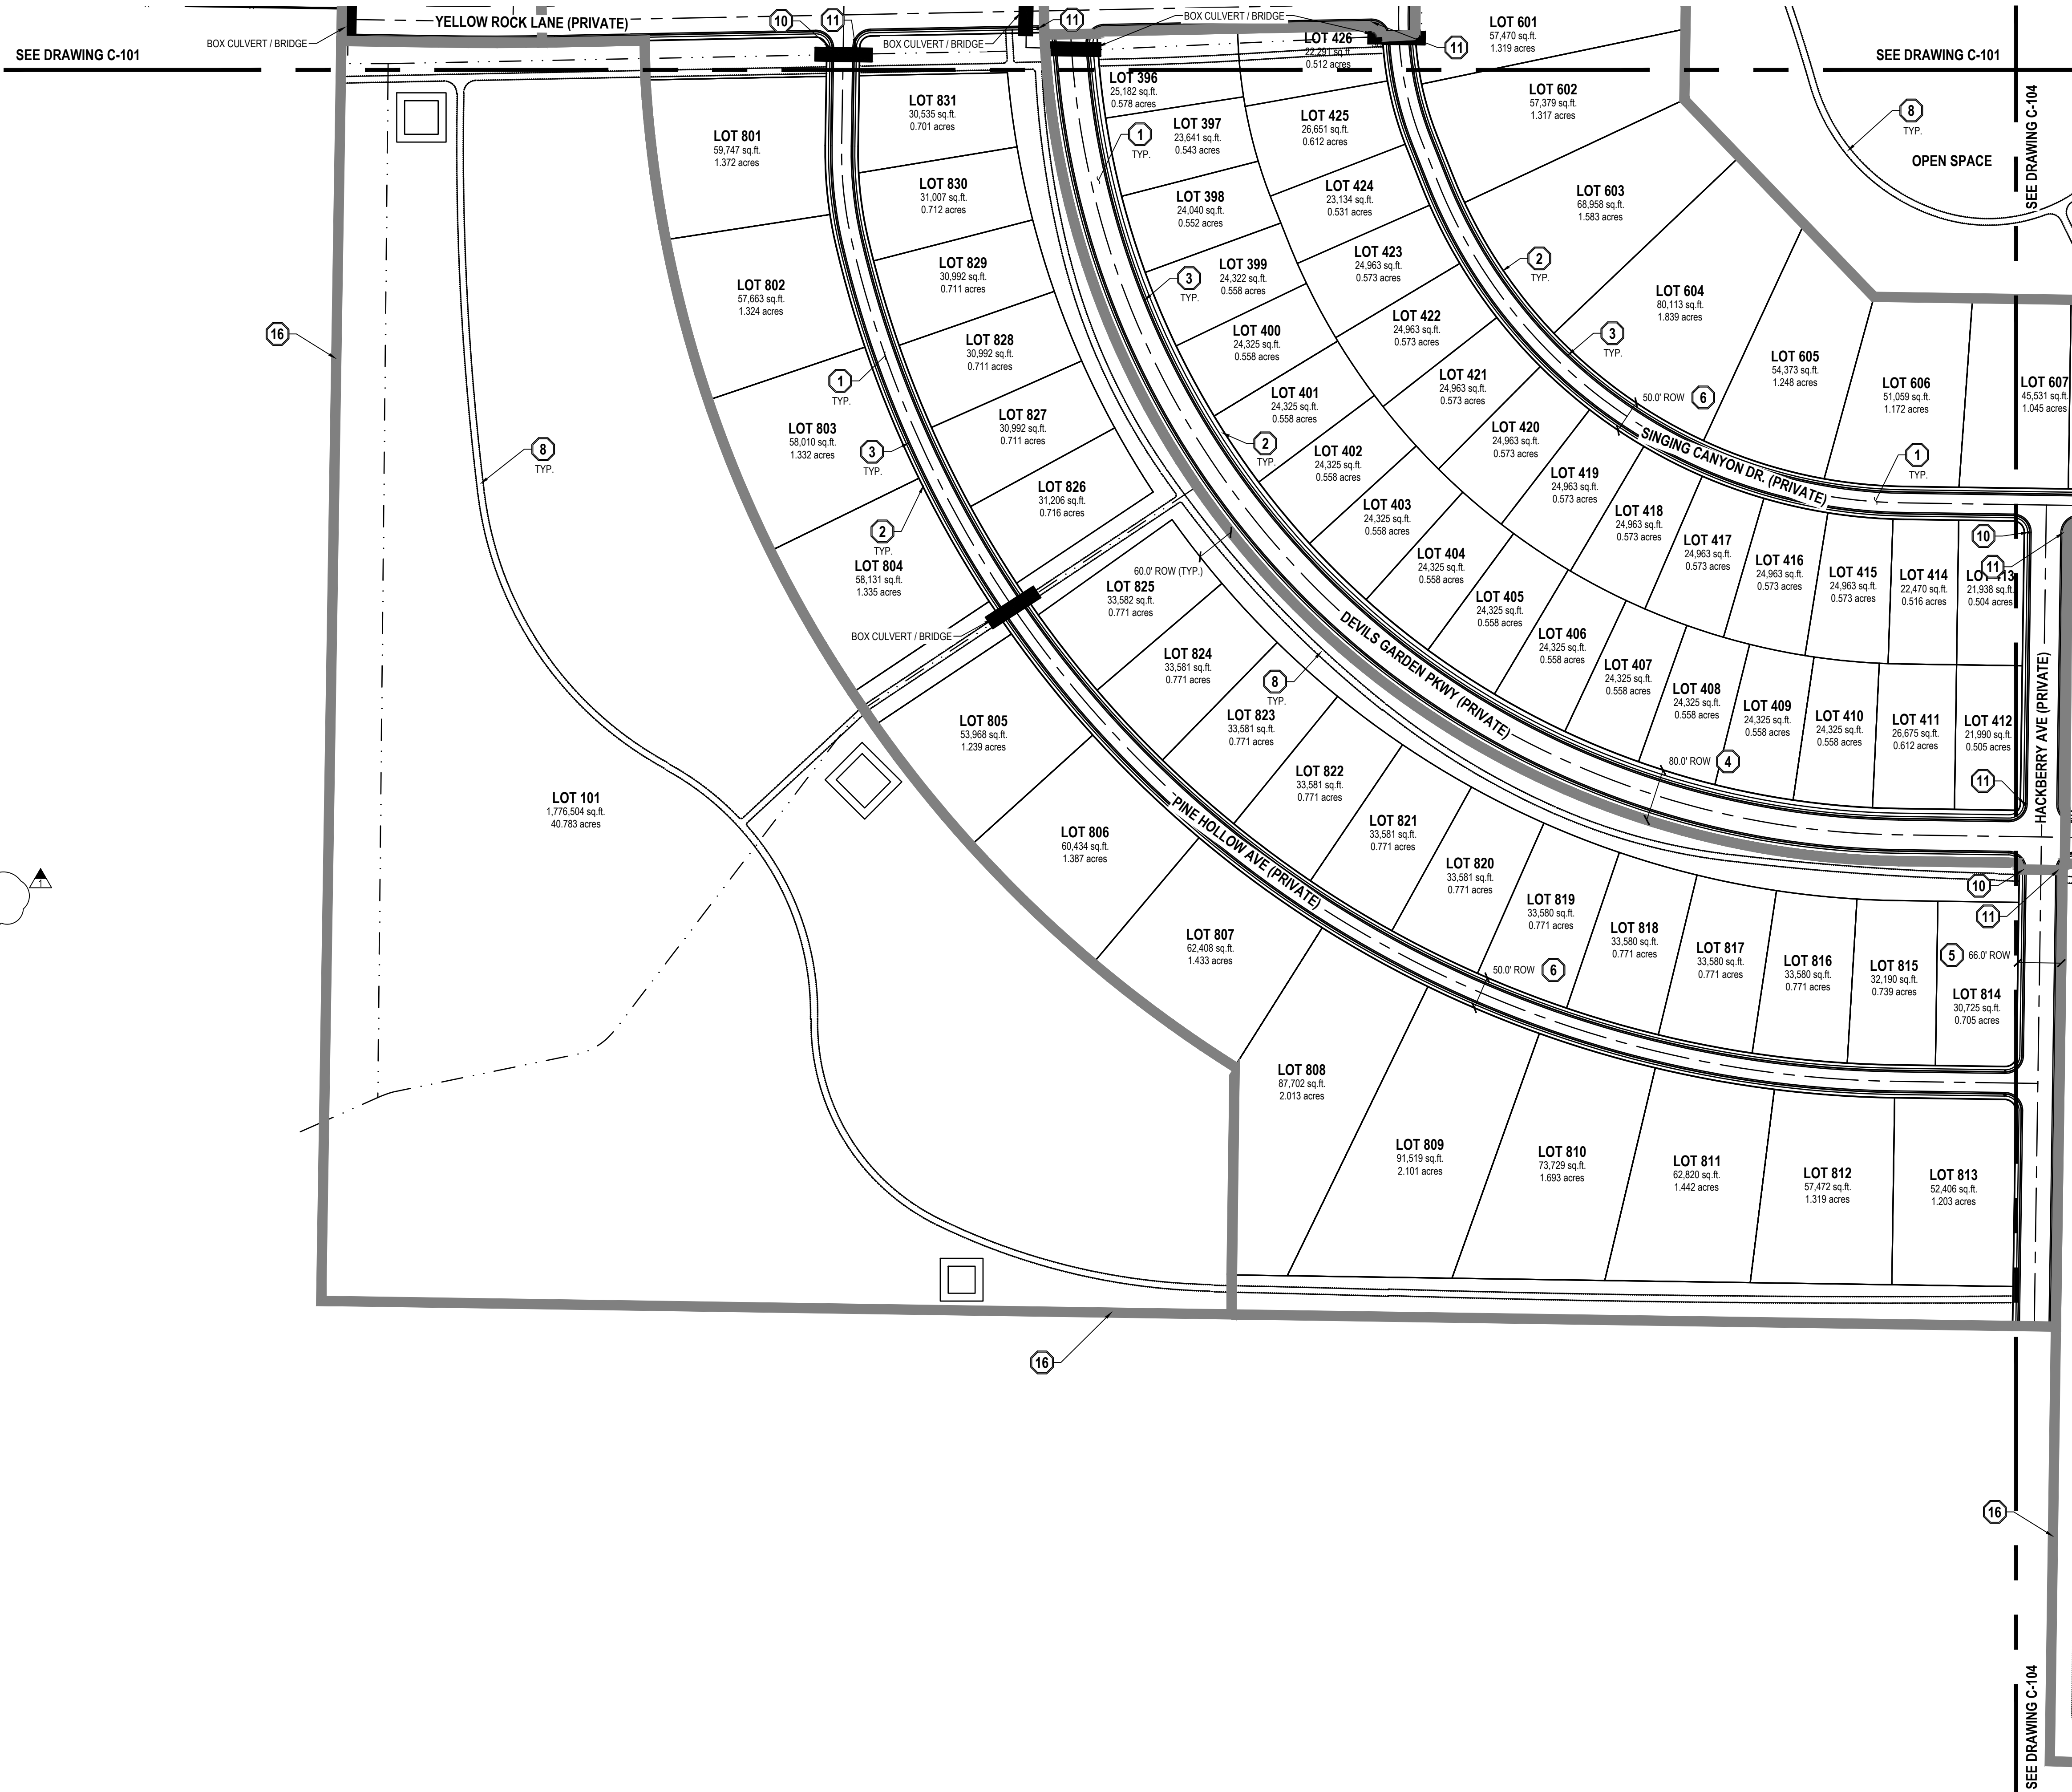 YELLOW ROCK LANE (PRIVATE)
10
11
BOX CULVERT / BRIDGE
BOX CULVERT / BRIDGE
11
BOX CULVERT / BRIDGE
11
SEE DRAWING C-101
SEE DRAWING C-101
SEE DRAWING C-104
LOT 601
57,470 sq.ft.
1.319 acres
LOT 426
22,291 sq.ft.
0.512 acres
LOT 396
25,182 sq.ft.
0.578 acres
LOT 831
30,535 sq.ft.
0.701 acres
LOT 602
57,379 sq.ft.
1.317 acres
8
TYP.
OPEN SPACE
LOT 801
59,747 sq.ft.
1.372 acres
1
TYP.
LOT 397
23,641 sq.ft.
0.543 acres
LOT 425
26,651 sq.ft.
0.612 acres
LOT 830
31,007 sq.ft.
0.712 acres
LOT 398
24,040 sq.ft.
0.552 acres
LOT 424
23,134 sq.ft.
0.531 acres
LOT 603
68,958 sq.ft.
1.583 acres
LOT 829
30,992 sq.ft.
0.711 acres
3
TYP.
LOT 399
24,322 sq.ft.
0.558 acres
LOT 423
24,963 sq.ft.
0.573 acres
2
TYP.
LOT 802
57,663 sq.ft.
1.324 acres
LOT 604
80,113 sq.ft.
1.839 acres
16
LOT 828
30,992 sq.ft.
0.711 acres
LOT 400
24,325 sq.ft.
0.558 acres
LOT 422
24,963 sq.ft.
0.573 acres
3
TYP.
LOT 605
54,373 sq.ft.
1.248 acres
1
TYP.
LOT 421
24,963 sq.ft.
0.573 acres
LOT 606
51,059 sq.ft.
1.172 acres
LOT 607
45,531 sq.ft.
1.045 acres
LOT 401
24,325 sq.ft.
0.558 acres
50.0' ROW
6
LOT 803
58,010 sq.ft.
1.332 acres
3
TYP.
LOT 827
30,992 sq.ft.
0.711 acres
2
TYP.
LOT 402
24,325 sq.ft.
0.558 acres
LOT 420
24,963 sq.ft.
0.573 acres
SINGING CANYON DR. (PRIVATE)
1
TYP.
8
TYP.
LOT 419
24,963 sq.ft.
0.573 acres
LOT 826
31,206 sq.ft.
0.716 acres
LOT 403
24,325 sq.ft.
0.558 acres
LOT 418
24,963 sq.ft.
0.573 acres
2
TYP.
LOT 804
58,131 sq.ft.
1.335 acres
LOT 417
24,963 sq.ft.
0.573 acres
10
11
LOT 404
24,325 sq.ft.
0.558 acres
LOT 416
24,963 sq.ft.
0.573 acres
LOT 415
24,963 sq.ft.
0.573 acres
LOT 414
22,470 sq.ft.
0.516 acres
LOT 413
21,938 sq.ft.
0.504 acres
60.0' ROW (TYP.)
LOT 825
33,582 sq.ft.
0.771 acres
LOT 405
24,325 sq.ft.
0.558 acres
BOX CULVERT / BRIDGE
LOT 406
24,325 sq.ft.
0.558 acres
DEVILS GARDEN PKWY (PRIVATE)
HACKBERRY AVE (PRIVATE)
LOT 824
33,581 sq.ft.
0.771 acres
LOT 407
24,325 sq.ft.
0.558 acres
8
TYP.
LOT 408
24,325 sq.ft.
0.558 acres
LOT 409
24,325 sq.ft.
0.558 acres
LOT 410
24,325 sq.ft.
0.558 acres
LOT 411
26,675 sq.ft.
0.612 acres
LOT 412
21,990 sq.ft.
0.505 acres
LOT 805
53,968 sq.ft.
1.239 acres
LOT 823
33,581 sq.ft.
0.771 acres
80.0' ROW
4
11
LOT 822
33,581 sq.ft.
0.771 acres
LOT 101
1,776,504 sq.ft.
40.783 acres
LOT 821
33,581 sq.ft.
0.771 acres
PINE HOLLOW AVE (PRIVATE)
LOT 806
60,434 sq.ft.
1.387 acres
LOT 820
33,581 sq.ft.
0.771 acres
1
10
11
LOT 819
33,580 sq.ft.
0.771 acres
LOT 818
33,580 sq.ft.
0.771 acres
LOT 807
62,408 sq.ft.
1.433 acres
LOT 817
33,580 sq.ft.
0.771 acres
LOT 816
33,580 sq.ft.
0.771 acres
LOT 815
32,190 sq.ft.
0.739 acres
5
66.0' ROW
50.0' ROW
6
LOT 814
30,725 sq.ft.
0.705 acres
LOT 808
87,702 sq.ft.
2.013 acres
LOT 809
91,519 sq.ft.
2.101 acres
LOT 810
73,729 sq.ft.
1.693 acres
LOT 811
62,820 sq.ft.
1.442 acres
LOT 812
57,472 sq.ft.
1.319 acres
LOT 813
52,406 sq.ft.
1.203 acres
16
16
SEE DRAWING C-104